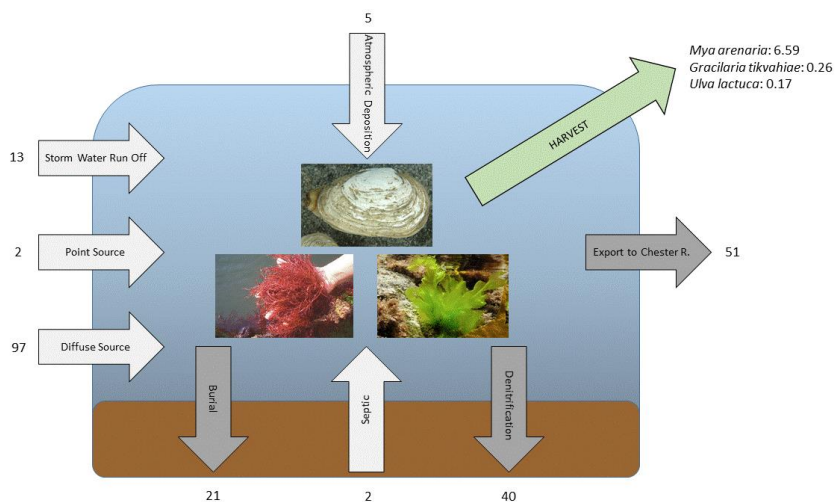 5
Atmospheric Deposition
Mya arenaria: 6.59
Gracilaria tikvahiae: 0.26
Ulva lactuca: 0.17
HARVEST
13
Storm Water Run Off
2
Point Source
Export to Chester R.
51
97
Diffuse Source
Burial
Septic
Denitrification
21
2
40